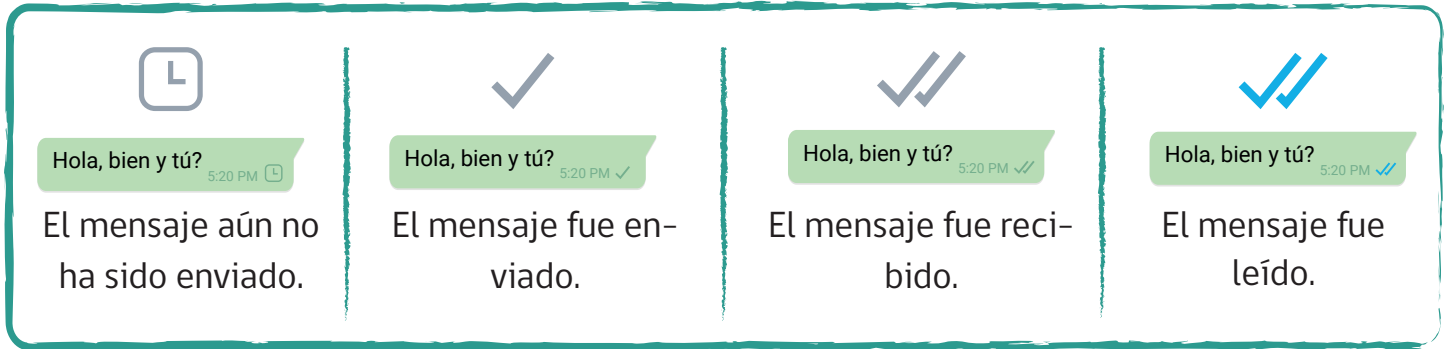 Hola, bien y tú?
5:20 PM
El mensaje aún no
ha sido enviado.
Hola, bien y tú?
5:20 PM
El mensaje fue en-
viado.
Hola, bien y tú?
5:20 PM
El mensaje fue reci-
bido.
Hola, bien y tú?
5:20 PM
El mensaje fue
leído.